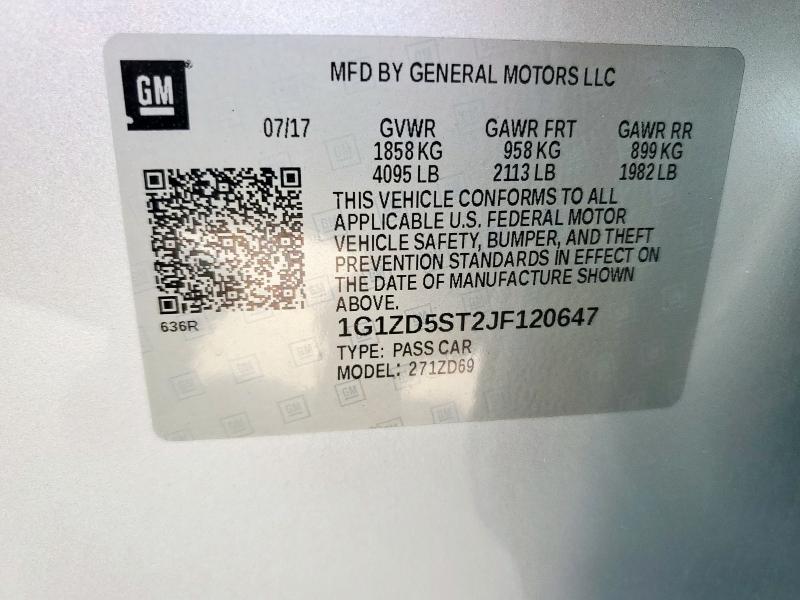 GM
MFD BY GENERAL MOTORS LLC
07/17 GVWR GAWR FRT GAWR RR
1858 KG 958 KG 899 KG
4095 LB 2113 LB 1982 LB
THIS VEHICLE CONFORMS TO ALL
APPLICABLE U.S. FEDERAL MOTOR
VEHICLE SAFETY, BUMPER, AND THEFT
PREVENTION STANDARDS IN EFFECT ON
THE DATE OF MANUFACTURE SHOWN
ABOVE.
636R
1G1ZD5ST2JF120647
TYPE: PASS CAR
MODEL: 271ZD69